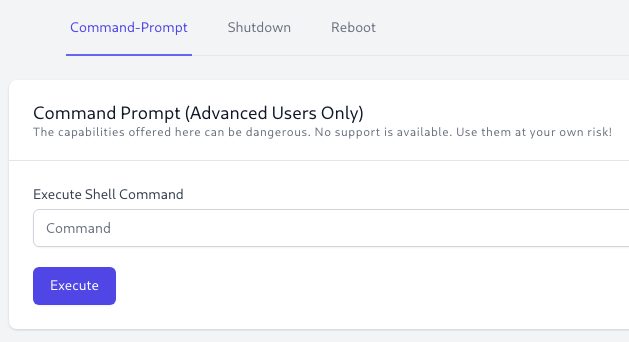 Command-Prompt Shutdown Reboot
Command Prompt (Advanced Users Only)
The capabilities offered here can be dangerous. No support is available. Use them at your own risk!
Execute Shell Command
Command
Execute